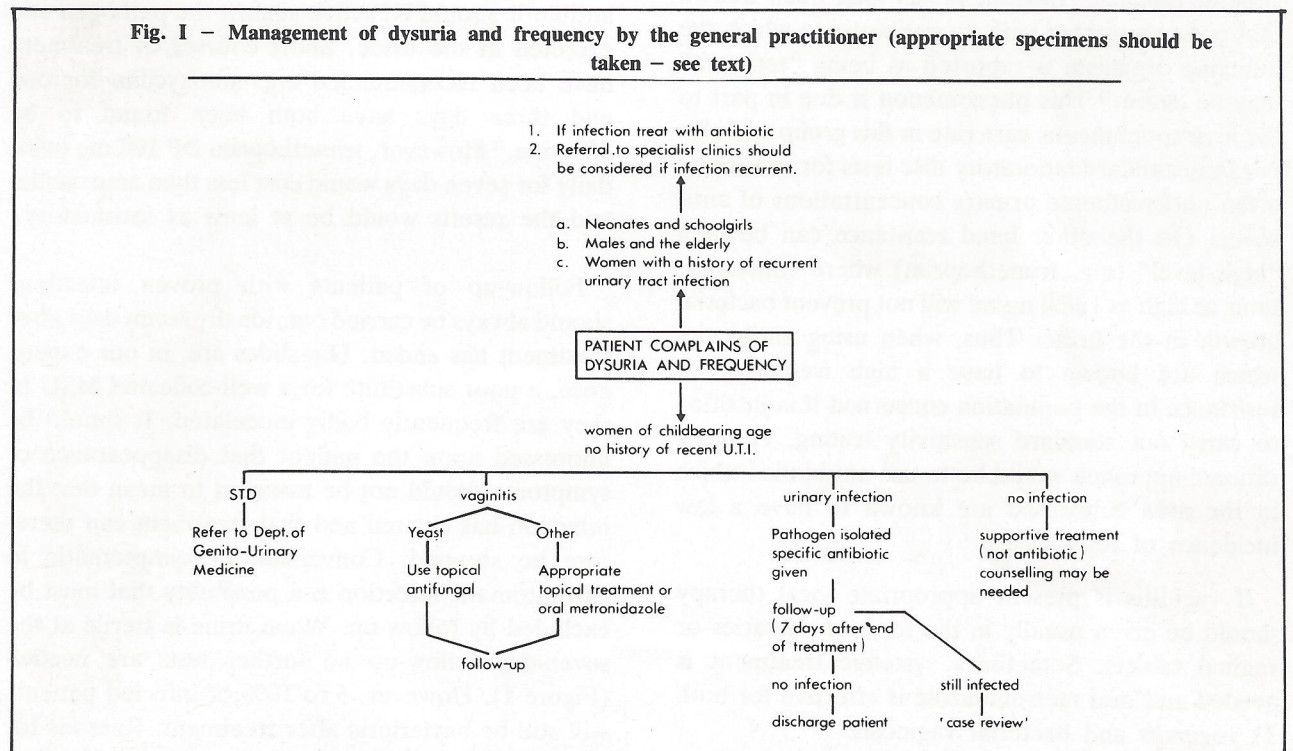 Fig. I – Management of dysuria and frequency by the general practitioner (appropriate specimens should be
taken – see text)
1. If infection treat with antibiotic
2. Referral to specialist clinics should
be considered if infection recurrent.
a. Neonates and schoolgirls
b. Males and the elderly
c. Women with a history of recurrent
urinary tract infection
PATIENT COMPLAINS OF
DYSURIA AND FREQUENCY
women of childbearing age
no history of recent U.T.I.
STD
Refer to Dept. of
Genito-Urinary
Medicine
vaginitis
Yeast
Use topical
antifungal
Other
Appropriate
topical treatment or
oral metronidazole
follow-up
urinary infection
Pathogen isolated
specific antibiotic
given
follow-up
(7 days after end
of treatment)
no infection
discharge patient
still infected
'case review'
no infection
supportive treatment
(not antibiotic)
counselling may be
needed